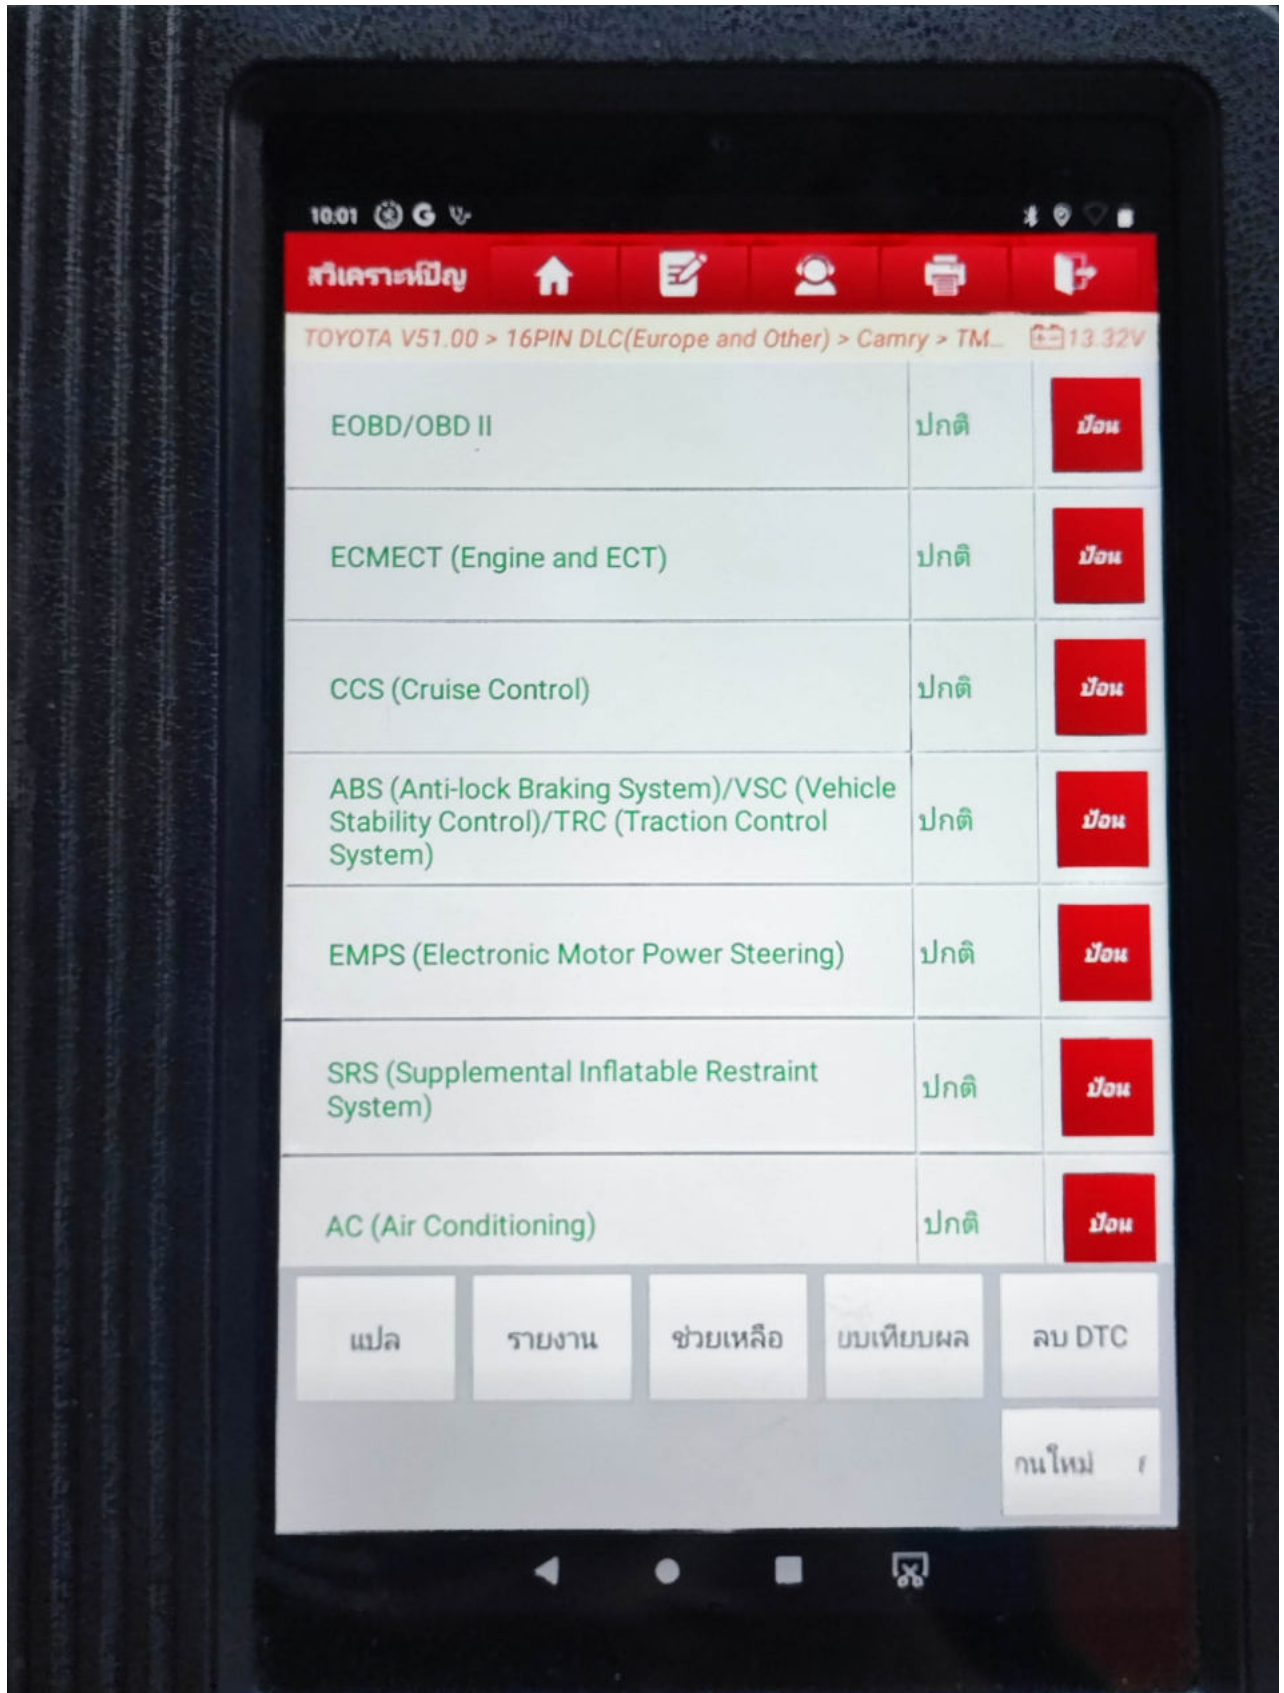 10:01
สวิเคราะห์ปัญ
TOYOTA V51.00 > 16PIN DLC(Europe and Other) > Camry > TM... 13.32V
EOBD/OBD II ปกติ ป้อน
ECMECT (Engine and ECT) ปกติ ป้อน
CCS (Cruise Control) ปกติ ป้อน
ABS (Anti-lock Braking System)/VSC (Vehicle
Stability Control)/TRC (Traction Control
System) ปกติ ป้อน
EMPS (Electronic Motor Power Steering) ปกติ ป้อน
SRS (Supplemental Inflatable Restraint
System) ปกติ ป้อน
AC (Air Conditioning) ปกติ ป้อน
แปล รายงาน ช่วยเหลือ ยบเทียบผล ลบ DTC
กนใหม่